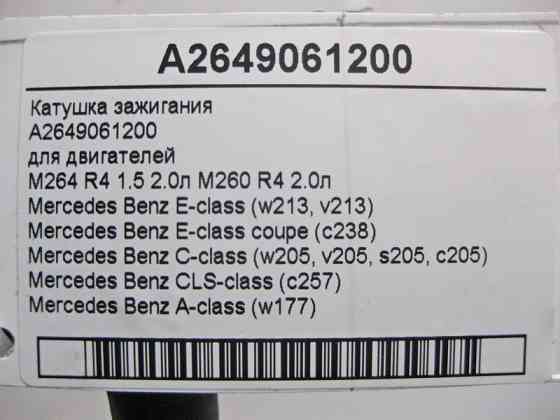 A2649061200
Катушка зажигания
A2649061200
для двигателей
M264 R4 1.5 2.0л M260 R4 2.0л
Mercedes Benz E-class (w213, v213)
Mercedes Benz E-class coupe (c238)
Mercedes Benz C-class (w205, v205, s205, c205)
Mercedes Benz CLS-class (c257)
Mercedes Benz A-class (w177)